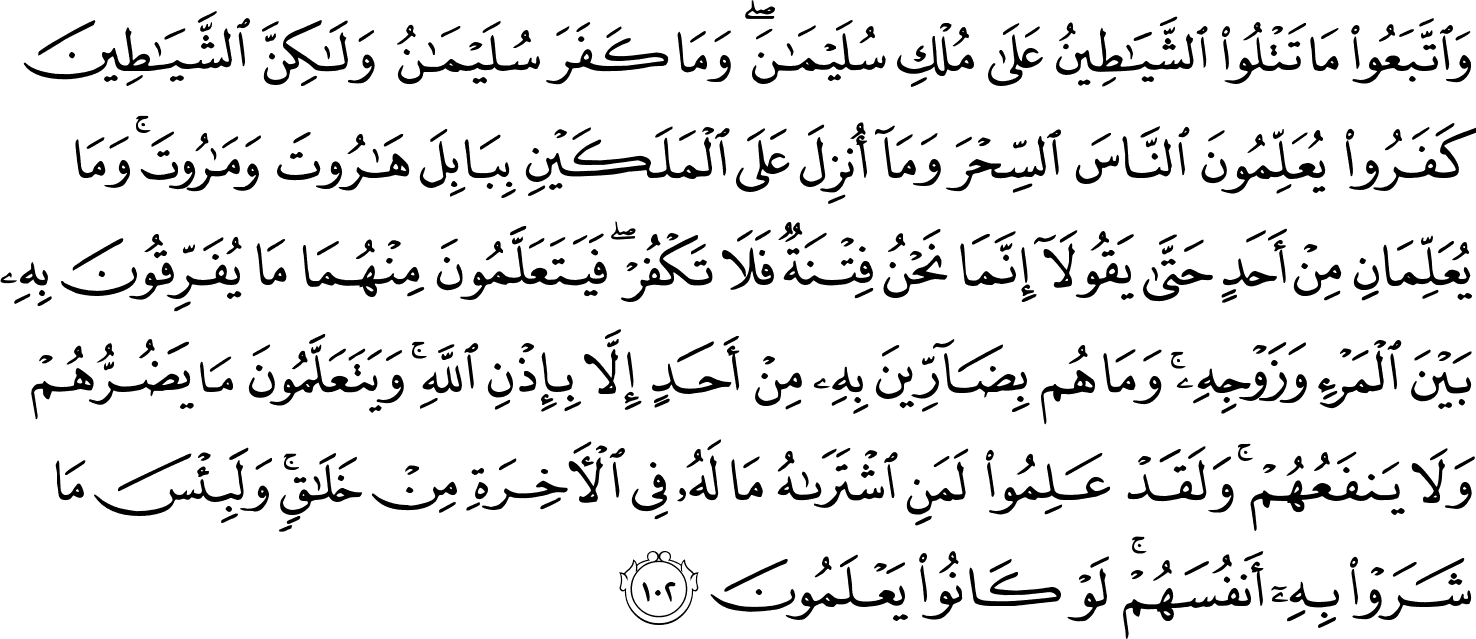 وَٱتَّبَعُوا۟ مَا تَتْلُوا۟ ٱلشَّيَـٰطِينُ عَلَىٰ مُلْكِ سُلَيْمَـٰنَ ۖ وَمَا كَفَرَ سُلَيْمَـٰنُ وَلَـٰكِنَّ ٱلشَّيَـٰطِينَ
كَفَرُوا۟ يُعَلِّمُونَ ٱلنَّاسَ ٱلسِّحْرَ وَمَآ أُنزِلَ عَلَى ٱلْمَلَكَيْنِ بِبَابِلَ هَـٰرُوتَ وَمَـٰرُوتَ ۚ وَمَا
يُعَلِّمَانِ مِنْ أَحَدٍ حَتَّىٰ يَقُولَآ إِنَّمَا نَحْنُ فِتْنَةٌ فَلَا تَكْفُرْ ۖ فَيَتَعَلَّمُونَ مِنْهُمَا مَا يُفَرِّقُونَ بِهِۦ
بَيْنَ ٱلْمَرْءِ وَزَوْجِهِۦ ۚ وَمَا هُم بِضَآرِّينَ بِهِۦ مِنْ أَحَدٍ إِلَّا بِإِذْنِ ٱللَّهِ ۚ وَيَتَعَلَّمُونَ مَا يَضُرُّهُمْ
وَلَا يَنفَعُهُمْ ۚ وَلَقَدْ عَلِمُوا۟ لَمَنِ ٱشْتَرَىٰهُ مَا لَهُۥ فِى ٱلْـَٔاخِرَةِ مِنْ خَلَـٰقٍ ۚ وَلَبِئْسَ مَا
شَرَوْا۟ بِهِۦٓ أَنفُسَهُمْ ۚ لَوْ كَانُوا۟ يَعْلَمُونَ ١٠٢